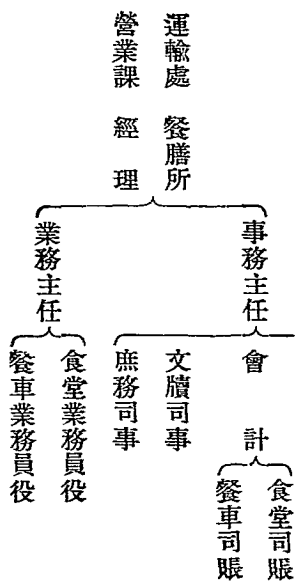 運輸處 餐膳所
營業課 經理
事務主任
會計
食堂司賬
餐車司賬
文牘司事
庶務司事
業務主任
食堂業務員役
餐車業務員役